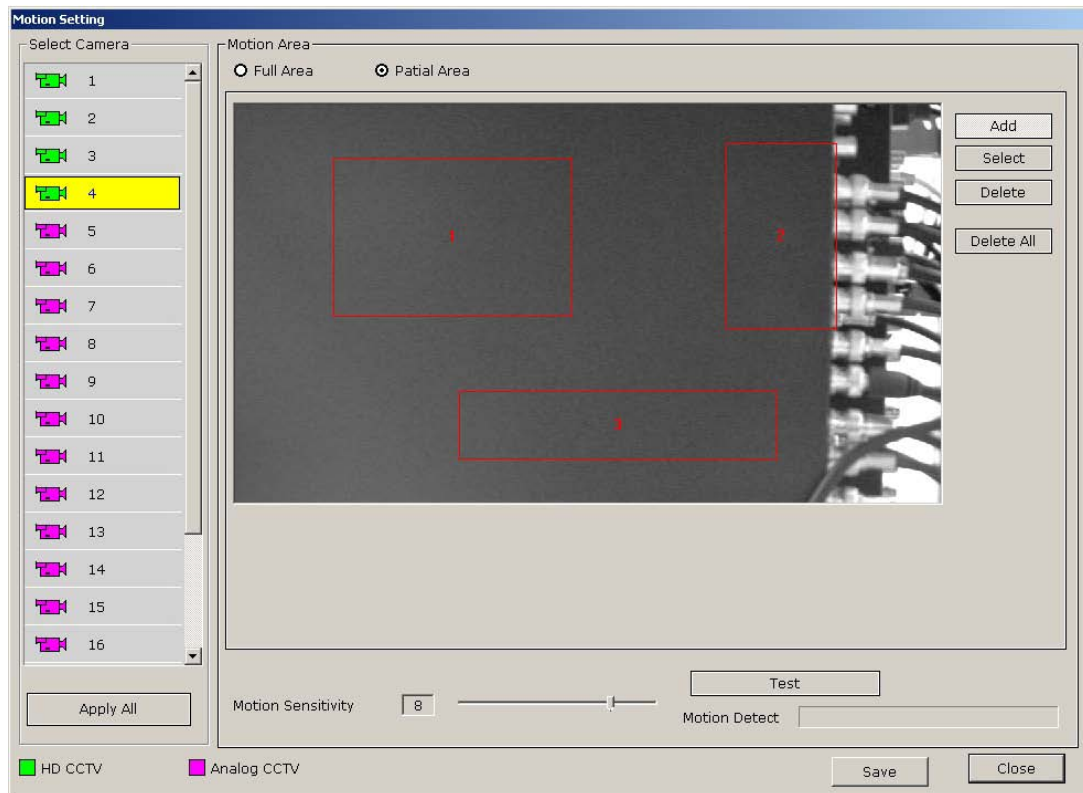 Motion Setting
Select Camera
1
2
3
4
5
6
7
8
9
10
11
12
13
14
15
16
Apply All
Motion Area
Full Area
Patial Area
1
2
3
Add
Select
Delete
Delete All
Motion Sensitivity
8
Test
Motion Detect
HD CCTV
Analog CCTV
Save
Close